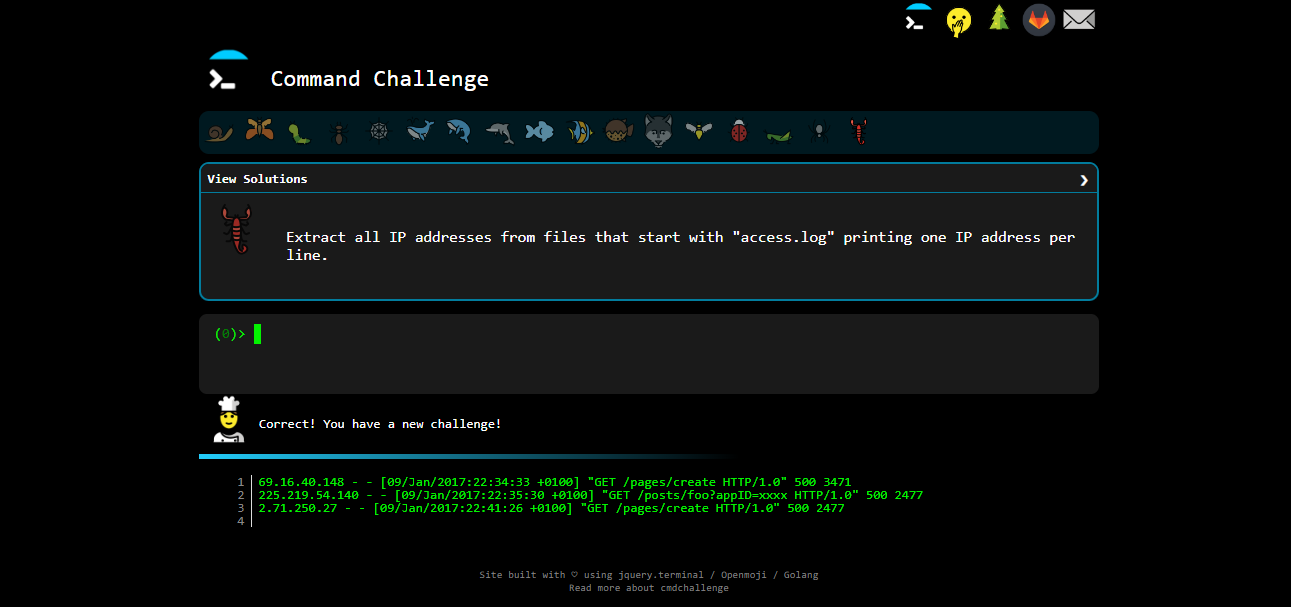 Command Challenge
View Solutions
Extract all IP addresses from files that start with "access.log" printing one IP address per
line.
(0)>
Correct! You have a new challenge!
1 69.16.40.148 - - [09/Jan/2017:22:34:33 +0100] "GET /pages/create HTTP/1.0" 500 3471
2 225.219.54.140 - - [09/Jan/2017:22:35:30 +0100] "GET /posts/foo?appID=xxxx HTTP/1.0" 500 2477
3 2.71.250.27 - - [09/Jan/2017:22:41:26 +0100] "GET /pages/create HTTP/1.0" 500 2477
4
Site built with ♡ using jquery.terminal / Openmoji / Golang
Read more about cmdchallenge